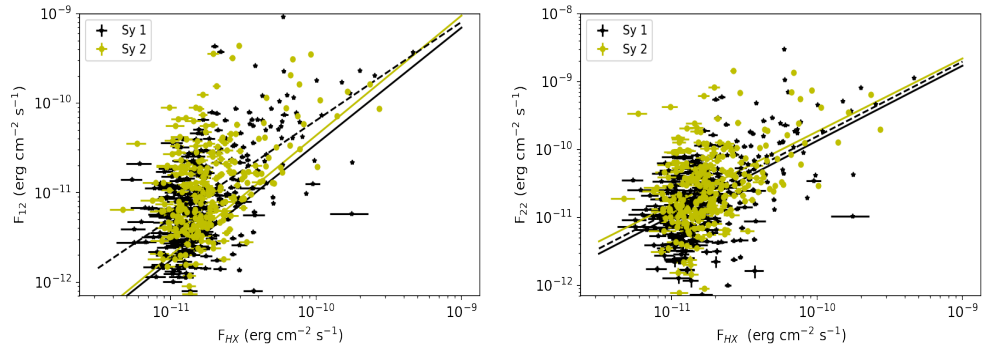 10⁻⁹
10⁻¹⁰
10⁻¹¹
10⁻¹²
F₁₂ (erg cm⁻² s⁻¹)
Sy 1
Sy 2
10⁻¹¹
10⁻¹⁰
10⁻⁹
F_HX (erg cm⁻² s⁻¹)
10⁻⁸
10⁻⁹
10⁻¹⁰
10⁻¹¹
10⁻¹²
F₂₂ (erg cm⁻² s⁻¹)
Sy 1
Sy 2
10⁻¹¹
10⁻¹⁰
10⁻⁹
F_HX (erg cm⁻² s⁻¹)